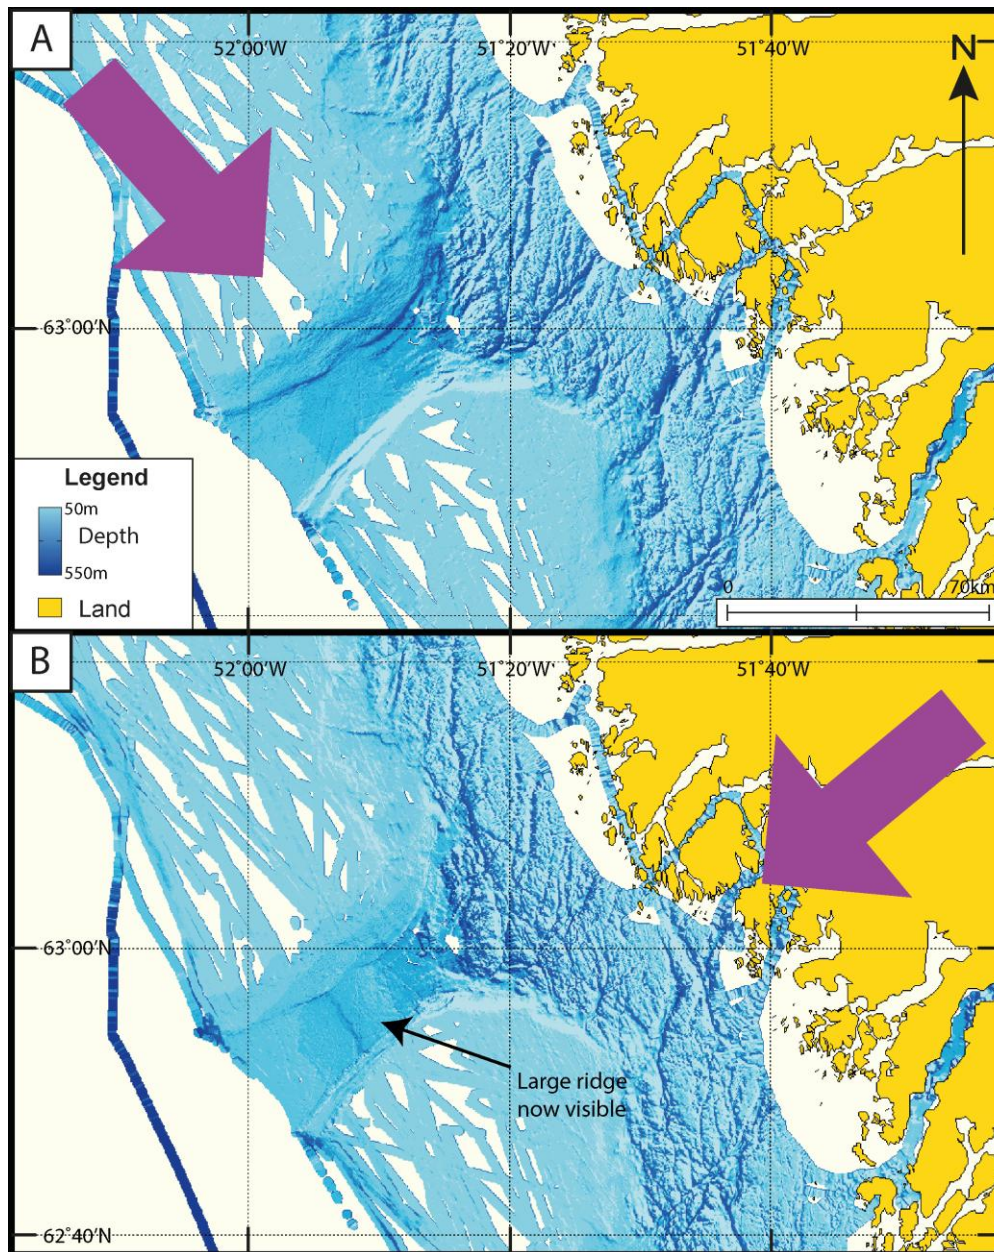 A
52°00'W
51°20'W
51°40'W
N
63°00'N
Legend
50m
Depth
550m
Land
0
70km
B
52°00'W
51°20'W
51°40'W
63°00'N
Large ridge
now visible
62°40'N